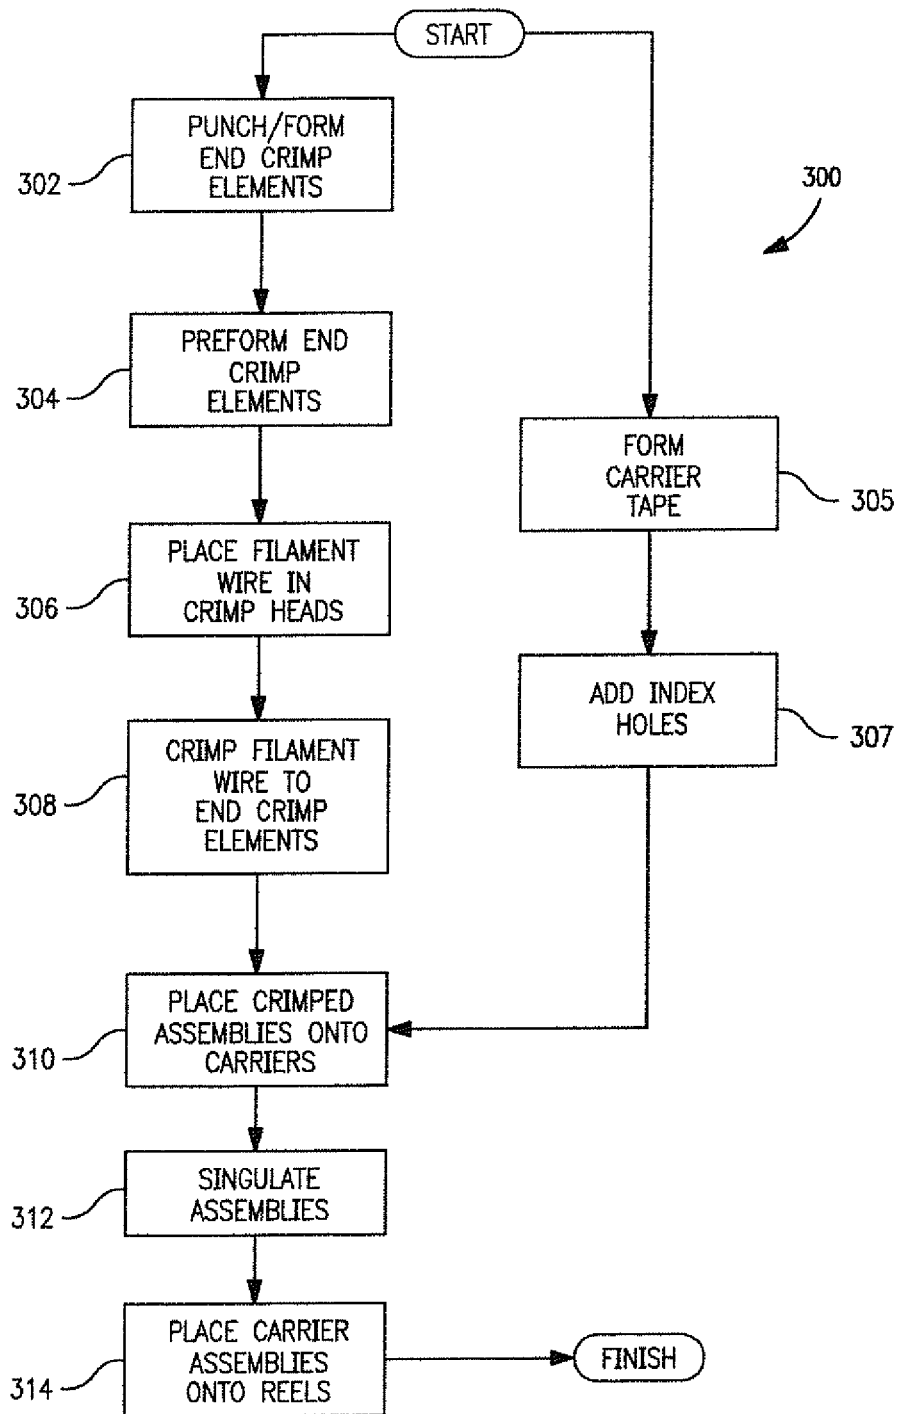 START
PUNCH/FORM
END CRIMP
ELEMENTS
302
300
PREFORM END
CRIMP
ELEMENTS
304
FORM
CARRIER
TAPE
305
PLACE FILAMENT
WIRE IN
CRIMP HEADS
306
ADD INDEX
HOLES
307
CRIMP FILAMENT
WIRE TO
END CRIMP
ELEMENTS
308
PLACE CRIMPED
ASSEMBLIES ONTO
CARRIERS
310
SINGULATE
ASSEMBLIES
312
PLACE CARRIER
ASSEMBLIES
ONTO REELS
314
FINISH